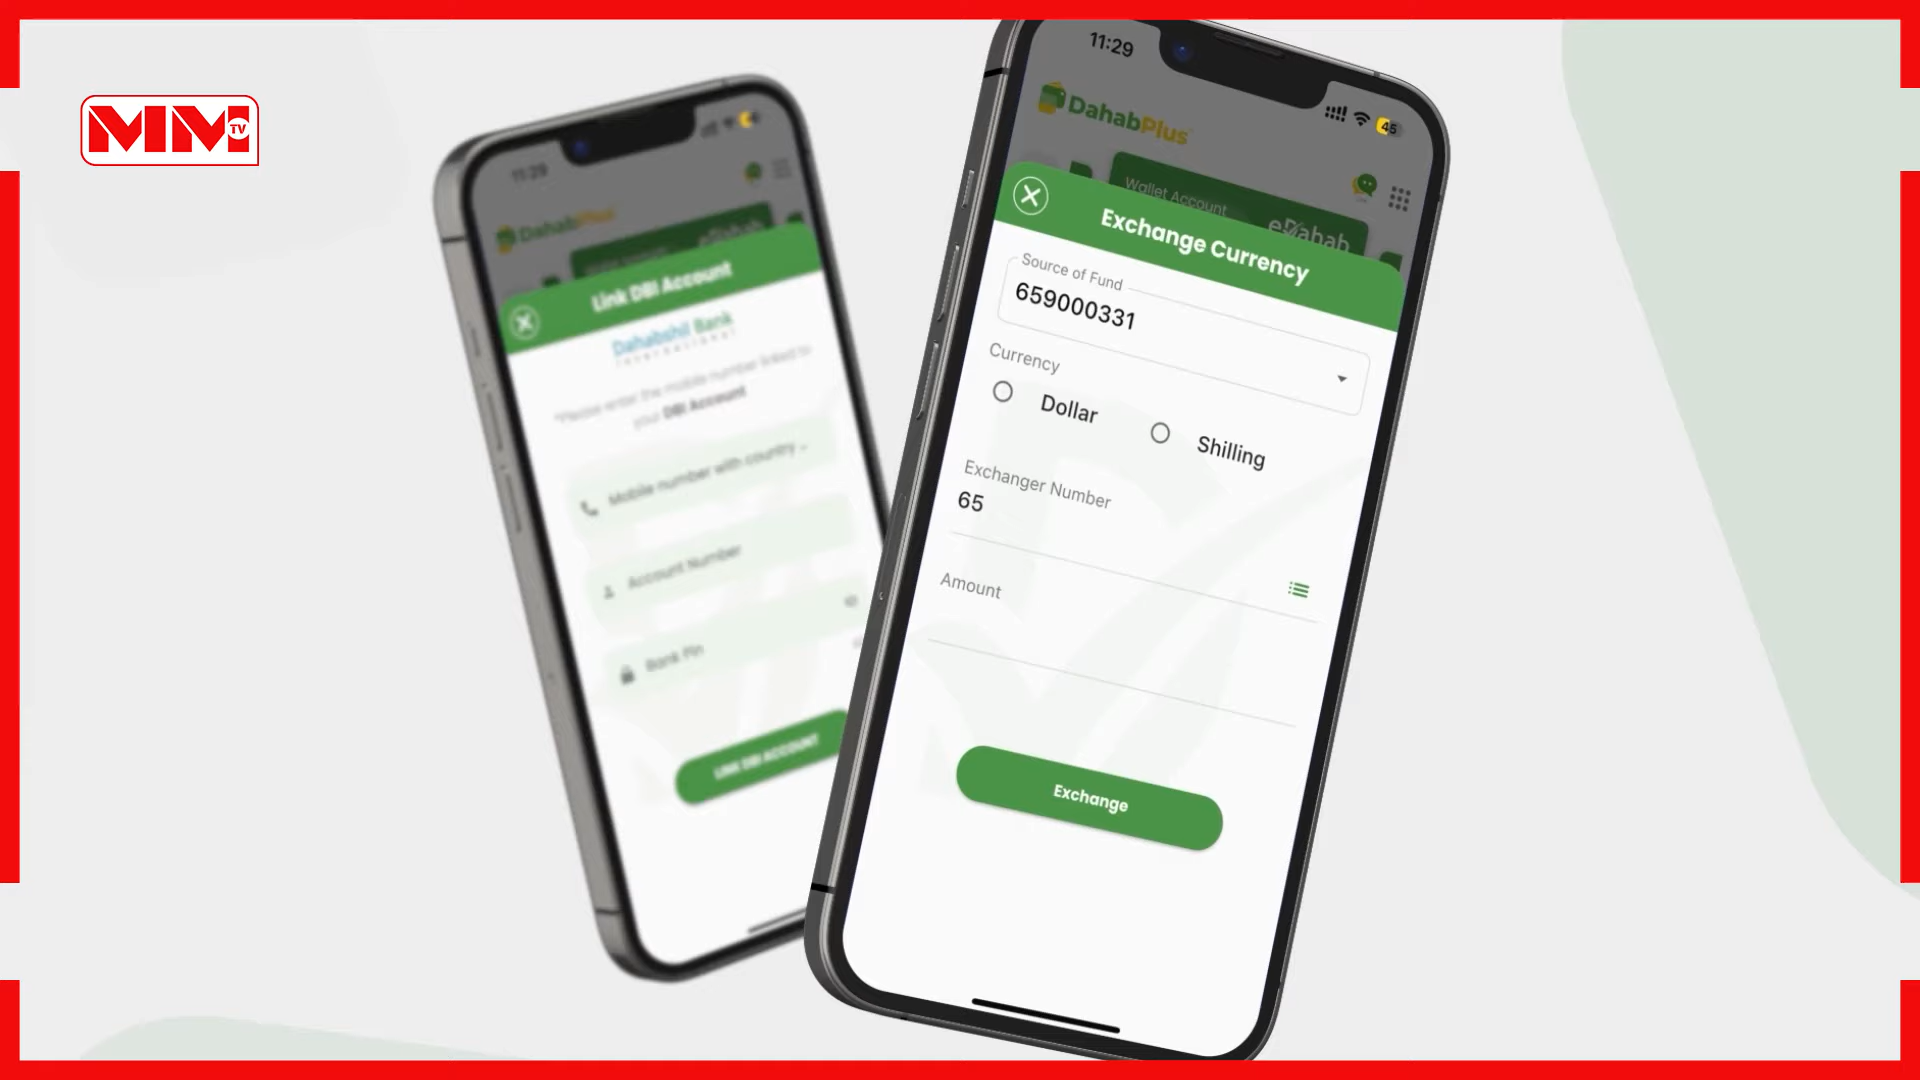 MM TV
11:29
DahabPlus
Link DBI Account
Dahabshil Bank
International
*Please enter the mobile number linked to
your DBI Account
Mobile number with country ..
Account Number
Bank Pin
LINK DBI ACCOUNT
11:29
45
DahabPlus
Wallet Account
eDahab
Exchange Currency
Source of Fund
659000331
Currency
Dollar
Shilling
Exchanger Number
65
Amount
Exchange